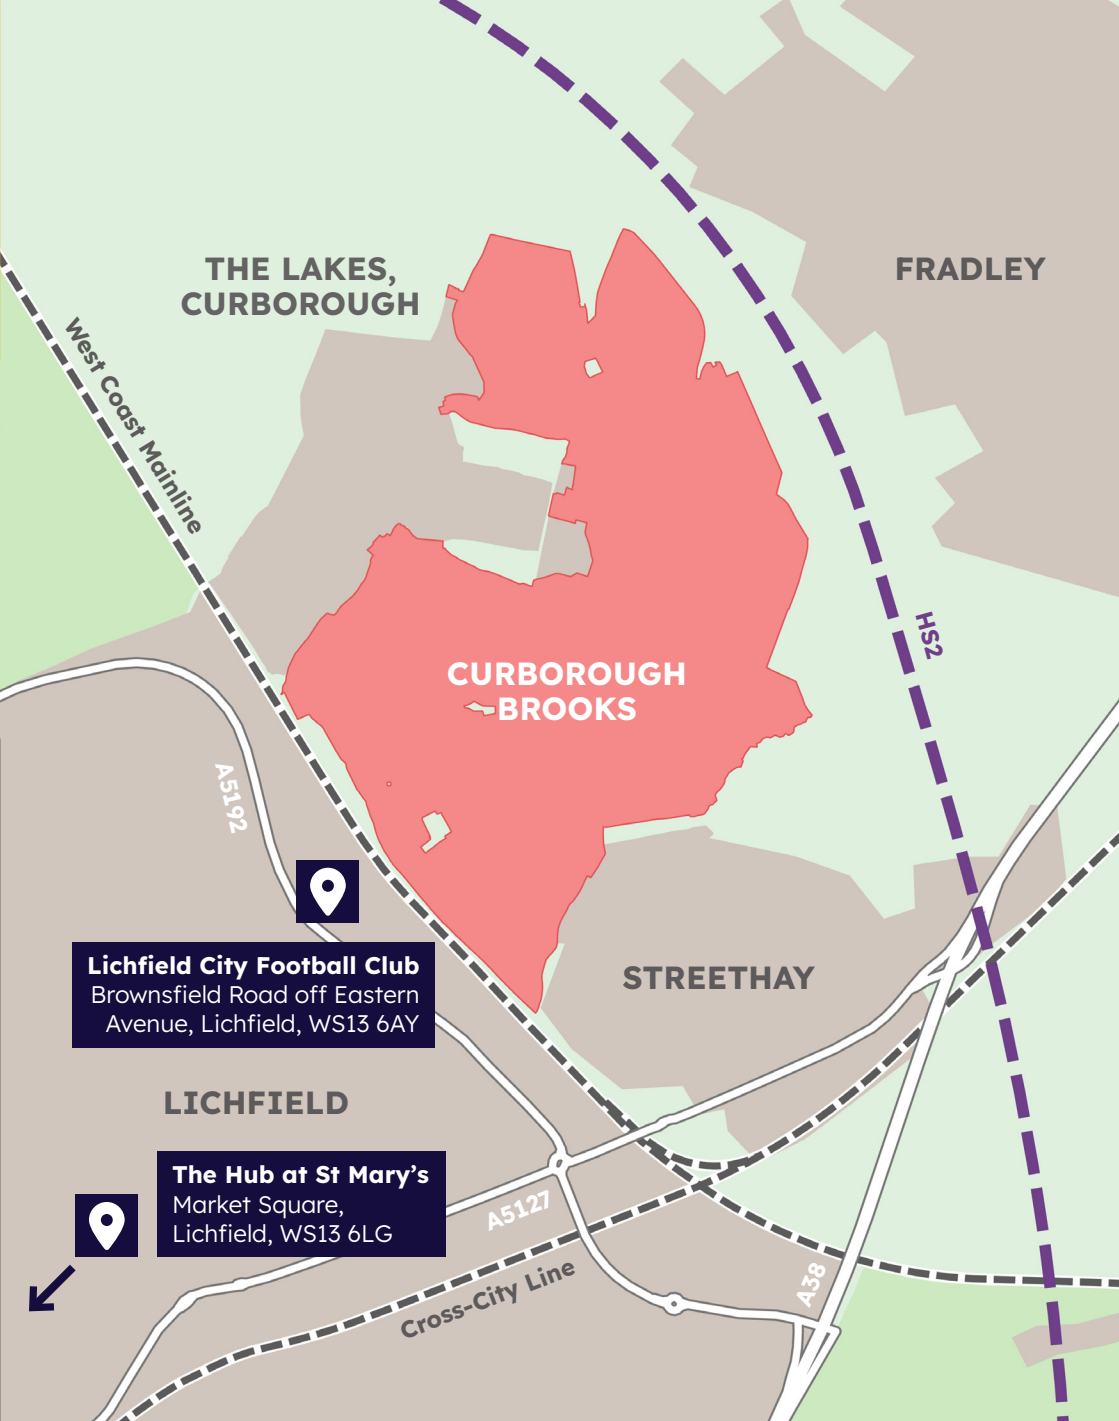 THE LAKES,
CURBOROUGH
FRADLEY
West Coast Mainline
HS2
CURBOROUGH
BROOKS
A5192
Lichfield City Football Club
Brownsfield Road off Eastern
Avenue, Lichfield, WS13 6AY
STREETHAY
LICHFIELD
The Hub at St Mary’s
Market Square,
Lichfield, WS13 6LG
A5127
Cross-City Line
A38